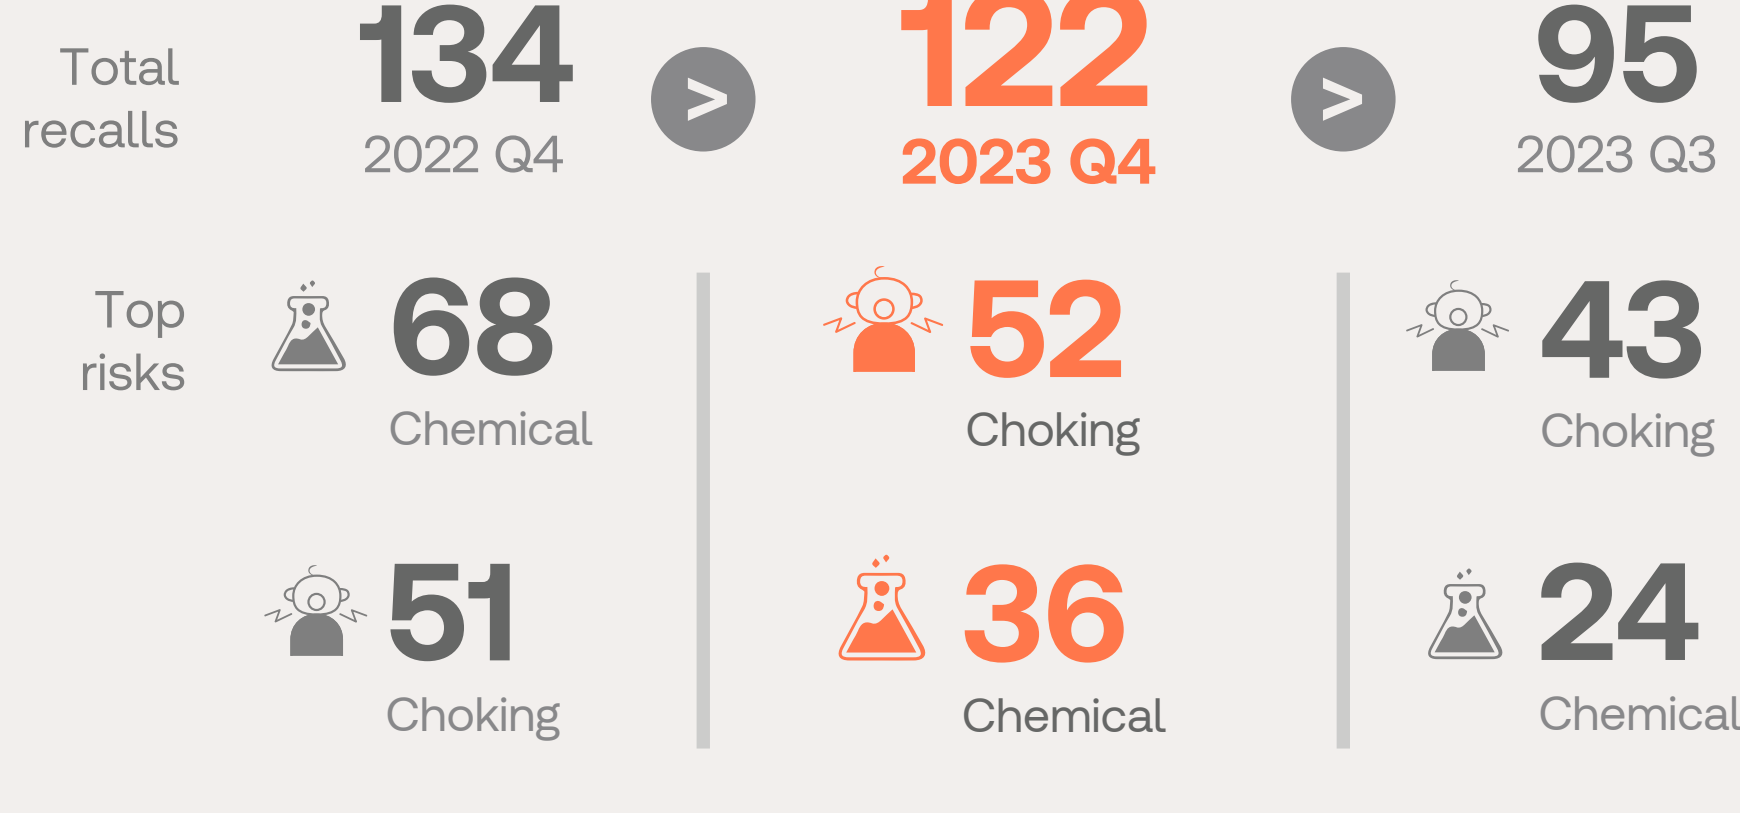 Total
recalls
134
2022 Q4
>
122
2023 Q4
>
95
2023 Q3
Top
risks
68
Chemical
52
Choking
43
Choking
51
Choking
36
Chemical
24
Chemical